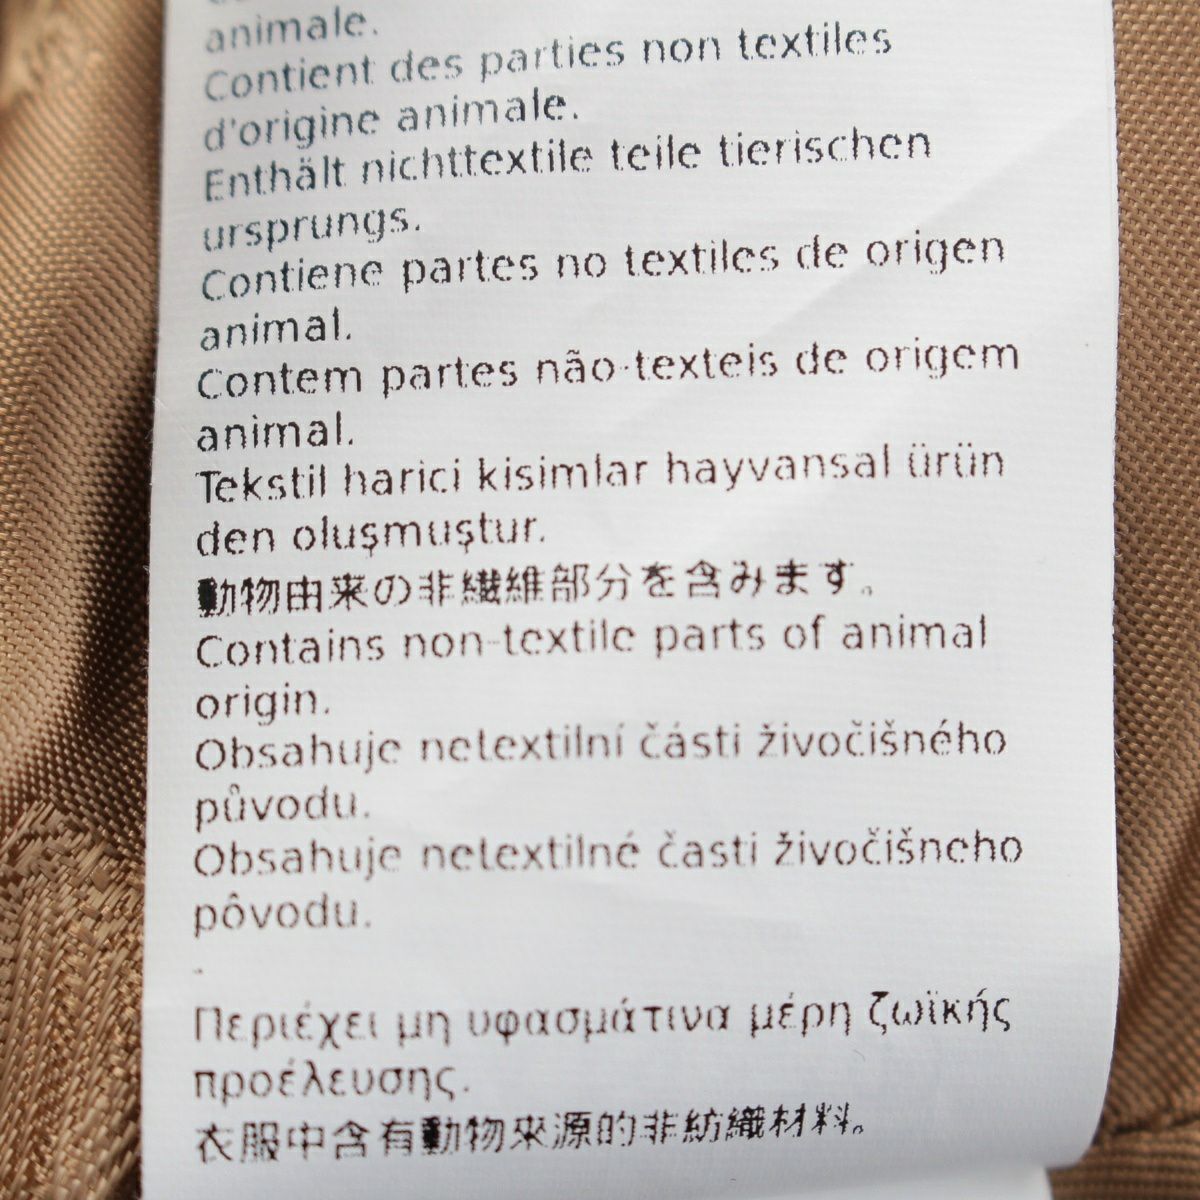 animale.
Contient des parties non textiles
d'origine animale.
Enthält nichttextile teile tierischen
ursprungs.
Contiene partes no textiles de origen
animal.
Contem partes não-texteis de origem
animal.
Tekstil harici kisimlar hayvansal ürün
den oluşmuştur.
動物由来の非繊維部分を含みます。
Contains non-textile parts of animal
origin.
Obsahuje netextilní části živočišného
původu.
Obsahuje netextilné časti živočišneho
pôvodu.
.
Περιέχει μη υφασμάτινα μέρη ζωϊκής
προέλευσης.
衣服中含有動物來源的非紡織材料。